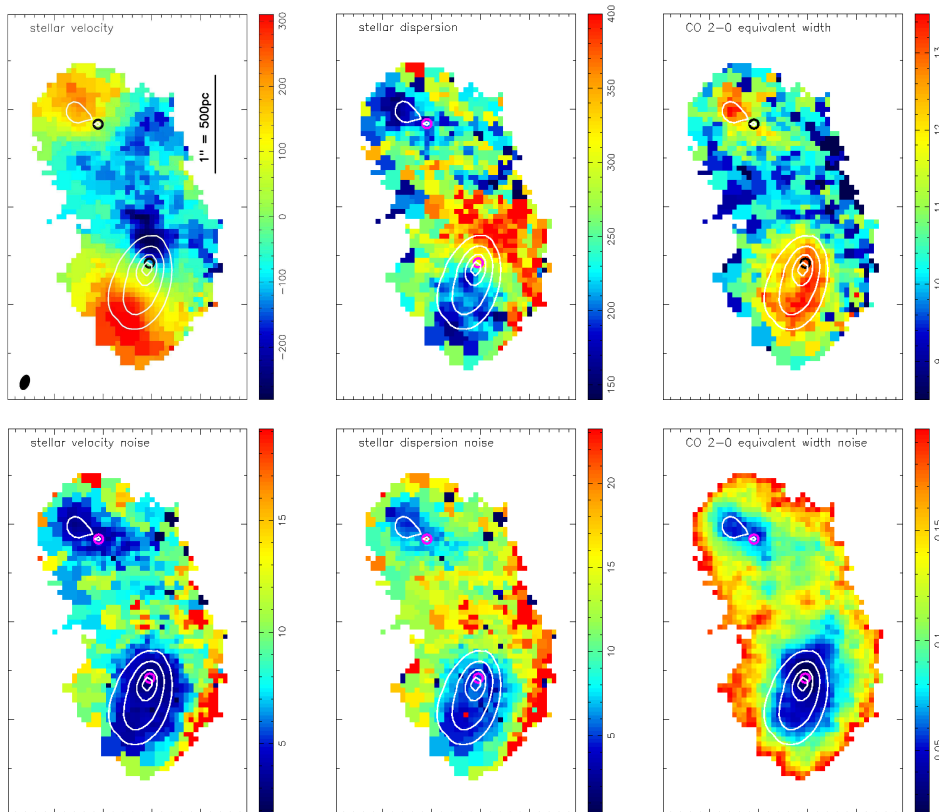 stellar velocity
1" = 500pc
−200 −100 0 100 200 300
stellar dispersion
150 200 250 300 350 400
CO 2−0 equivalent width
9 10 11 12 13
stellar velocity noise
5 10 15
stellar dispersion noise
5 10 15 20
CO 2−0 equivalent width noise
0.05 0.1 0.15